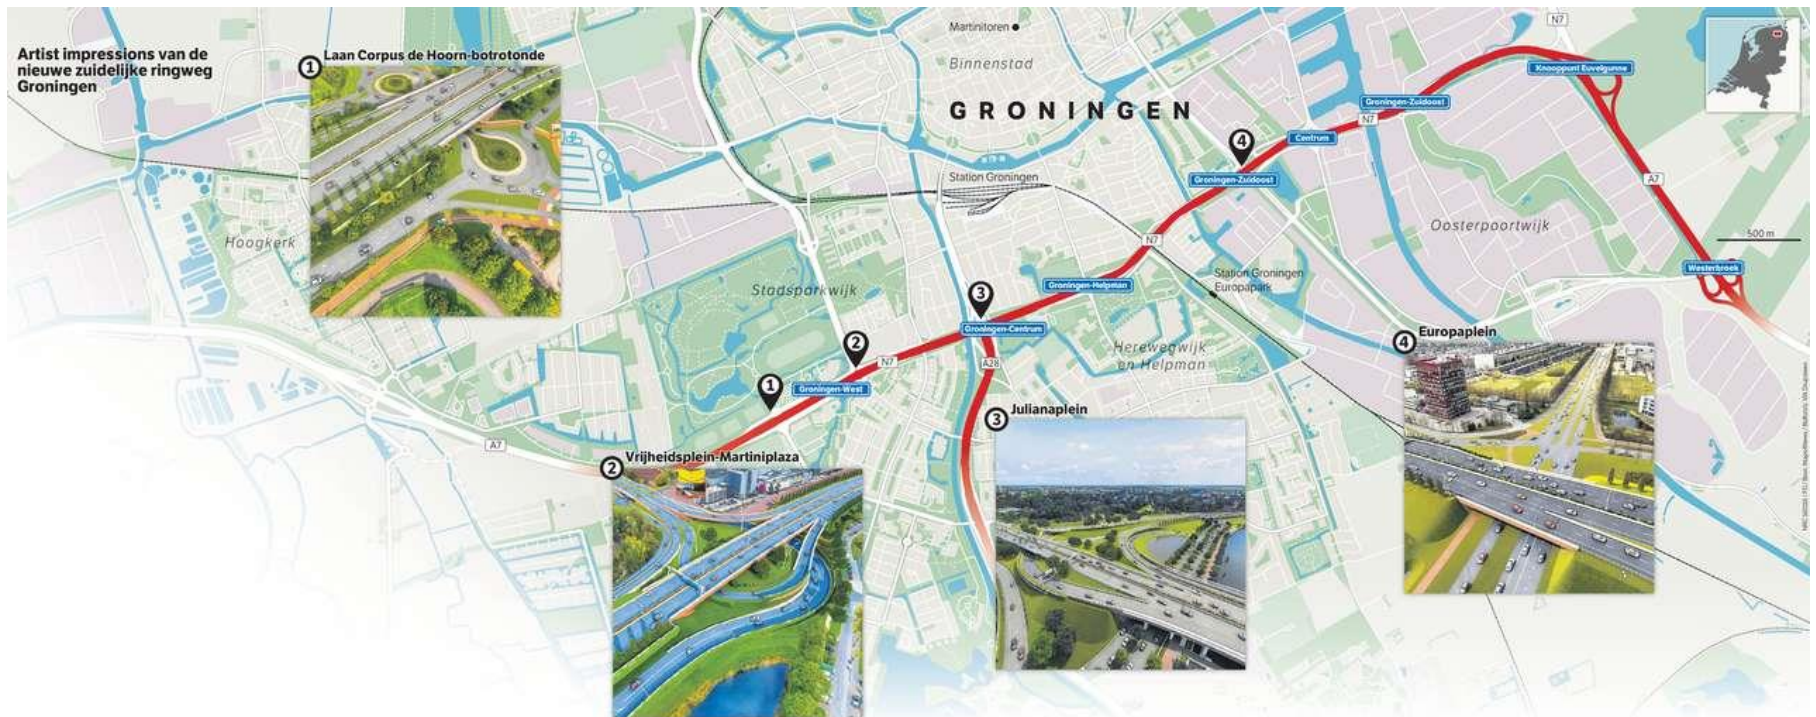 Artist impressions van de
nieuwe zuidelijke ringweg
Groningen
1
Laan Corpus de Hoorn-botrotonde
Hoogkerk
Martinitoren
Binnenstad
GRONINGEN
Station Groningen
Stadsparkwijk
N7
Knooppunt Euvelgunne
Groningen-Zuidoost
N7
Centrum
4
Groningen-Zuidoost
A7
Oosterpoortwijk
500 m
N7
Westerbroek
Station Groningen
Europapark
Groningen-Helpman
3
Groningen-Centrum
2
N7
A28
Herewegwijk
en Helpman
1
Groningen-West
A7
2
Vrijheidsplein-Martiniplaza
3
Julianaplein
4
Europaplein